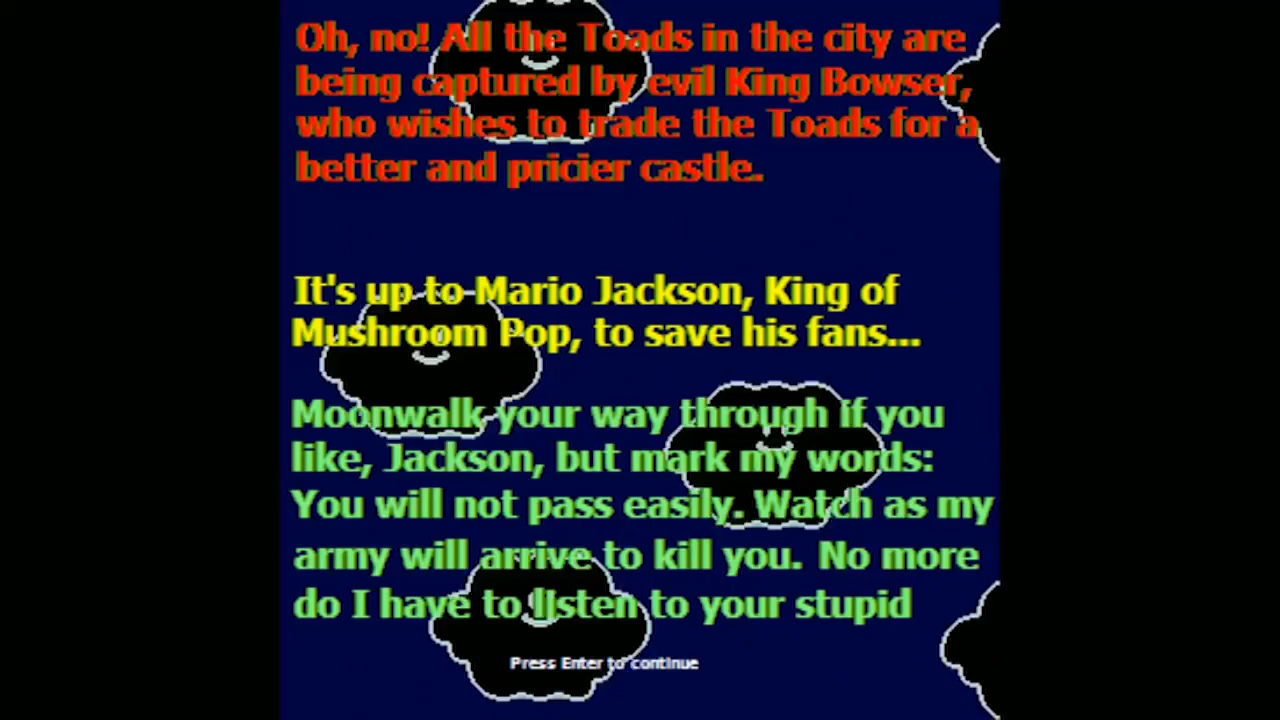 Oh, no! All the Toads in the city are
being captured by evil King Bowser,
who wishes to trade the Toads for a
better and pricier castle.
It's up to Mario Jackson, King of
Mushroom Pop, to save his fans...
Moonwalk your way through if you
like, Jackson, but mark my words:
You will not pass easily. Watch as my
army will arrive to kill you. No more
do I have to listen to your stupid
Press Enter to continue